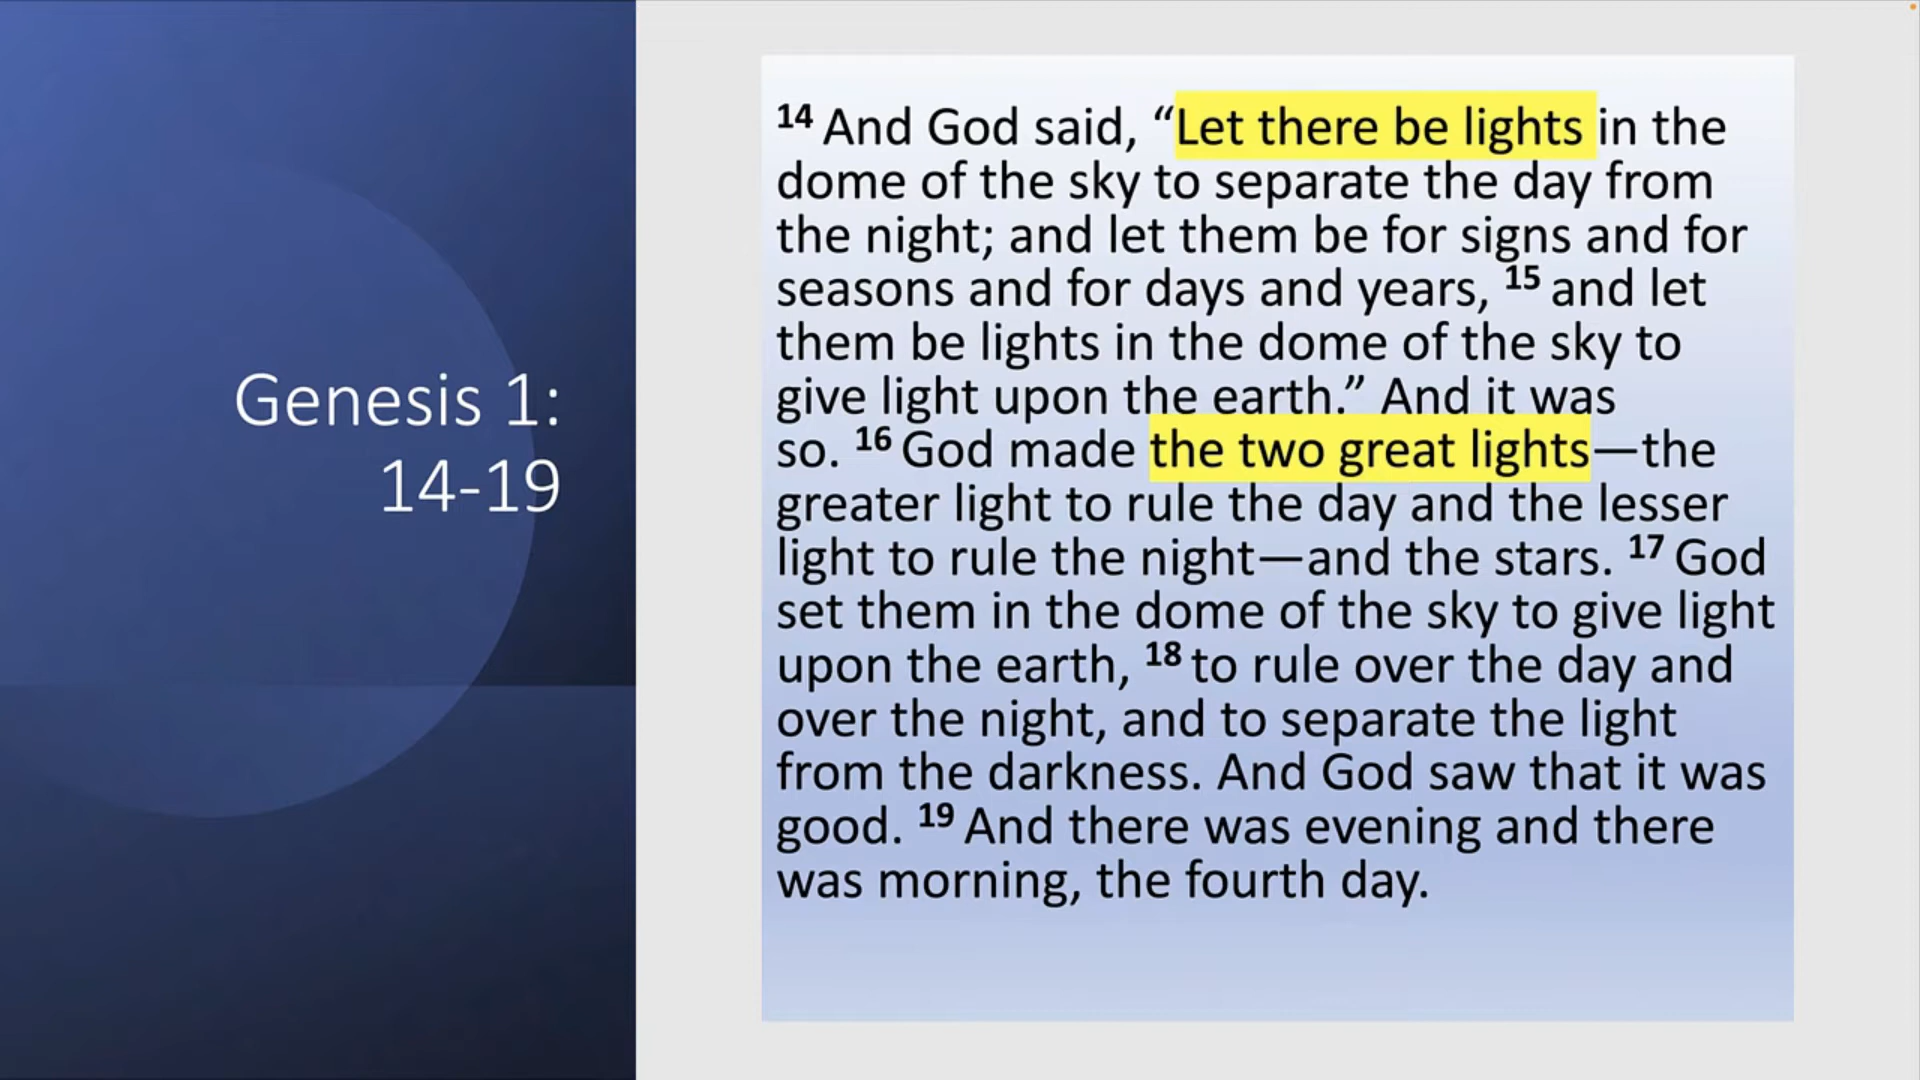 Genesis 1:
14-19
14 And God said, “Let there be lights in the
dome of the sky to separate the day from
the night; and let them be for signs and for
seasons and for days and years, 15 and let
them be lights in the dome of the sky to
give light upon the earth.” And it was
so. 16 God made the two great lights—the
greater light to rule the day and the lesser
light to rule the night—and the stars. 17 God
set them in the dome of the sky to give light
upon the earth, 18 to rule over the day and
over the night, and to separate the light
from the darkness. And God saw that it was
good. 19 And there was evening and there
was morning, the fourth day.